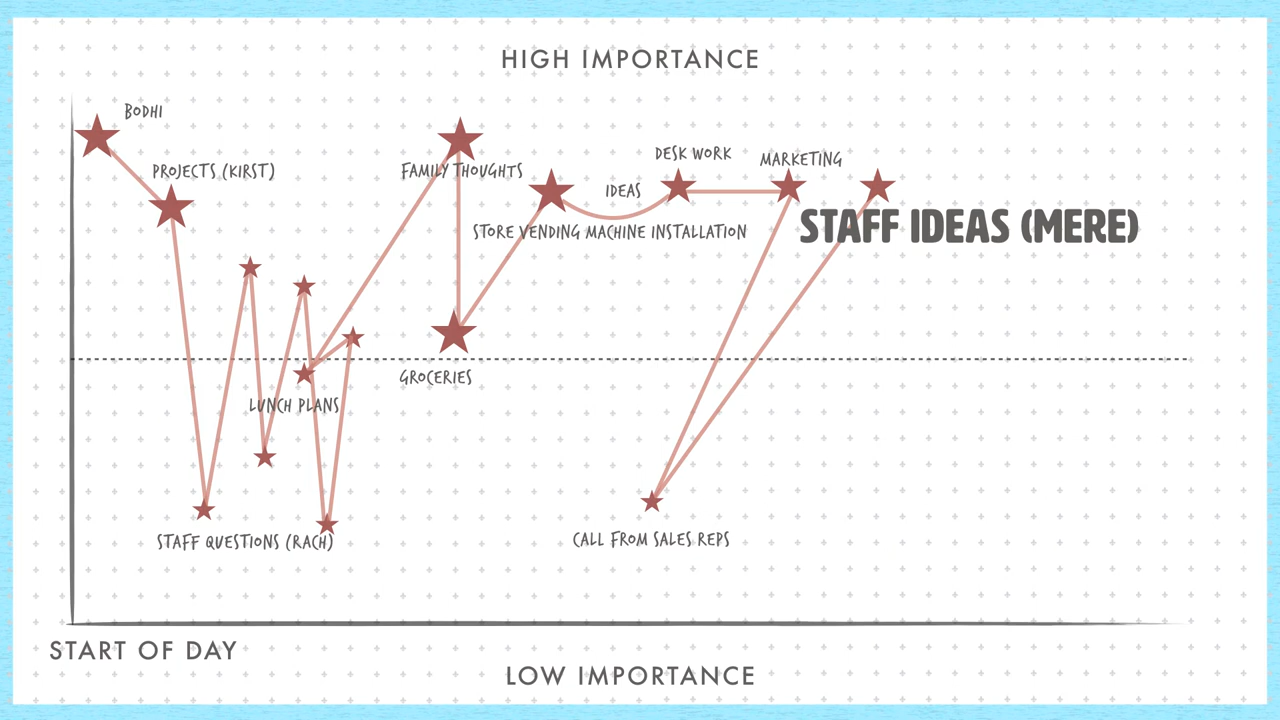 HIGH IMPORTANCE
BODHI
PROJECTS (KIRST)
FAMILY THOUGHTS
IDEAS
DESK WORK
MARKETING
STORE VENDING MACHINE INSTALLATION
STAFF IDEAS (MERE)
GROCERIES
LUNCH PLANS
STAFF QUESTIONS (RACH)
CALL FROM SALES REPS
START OF DAY
LOW IMPORTANCE